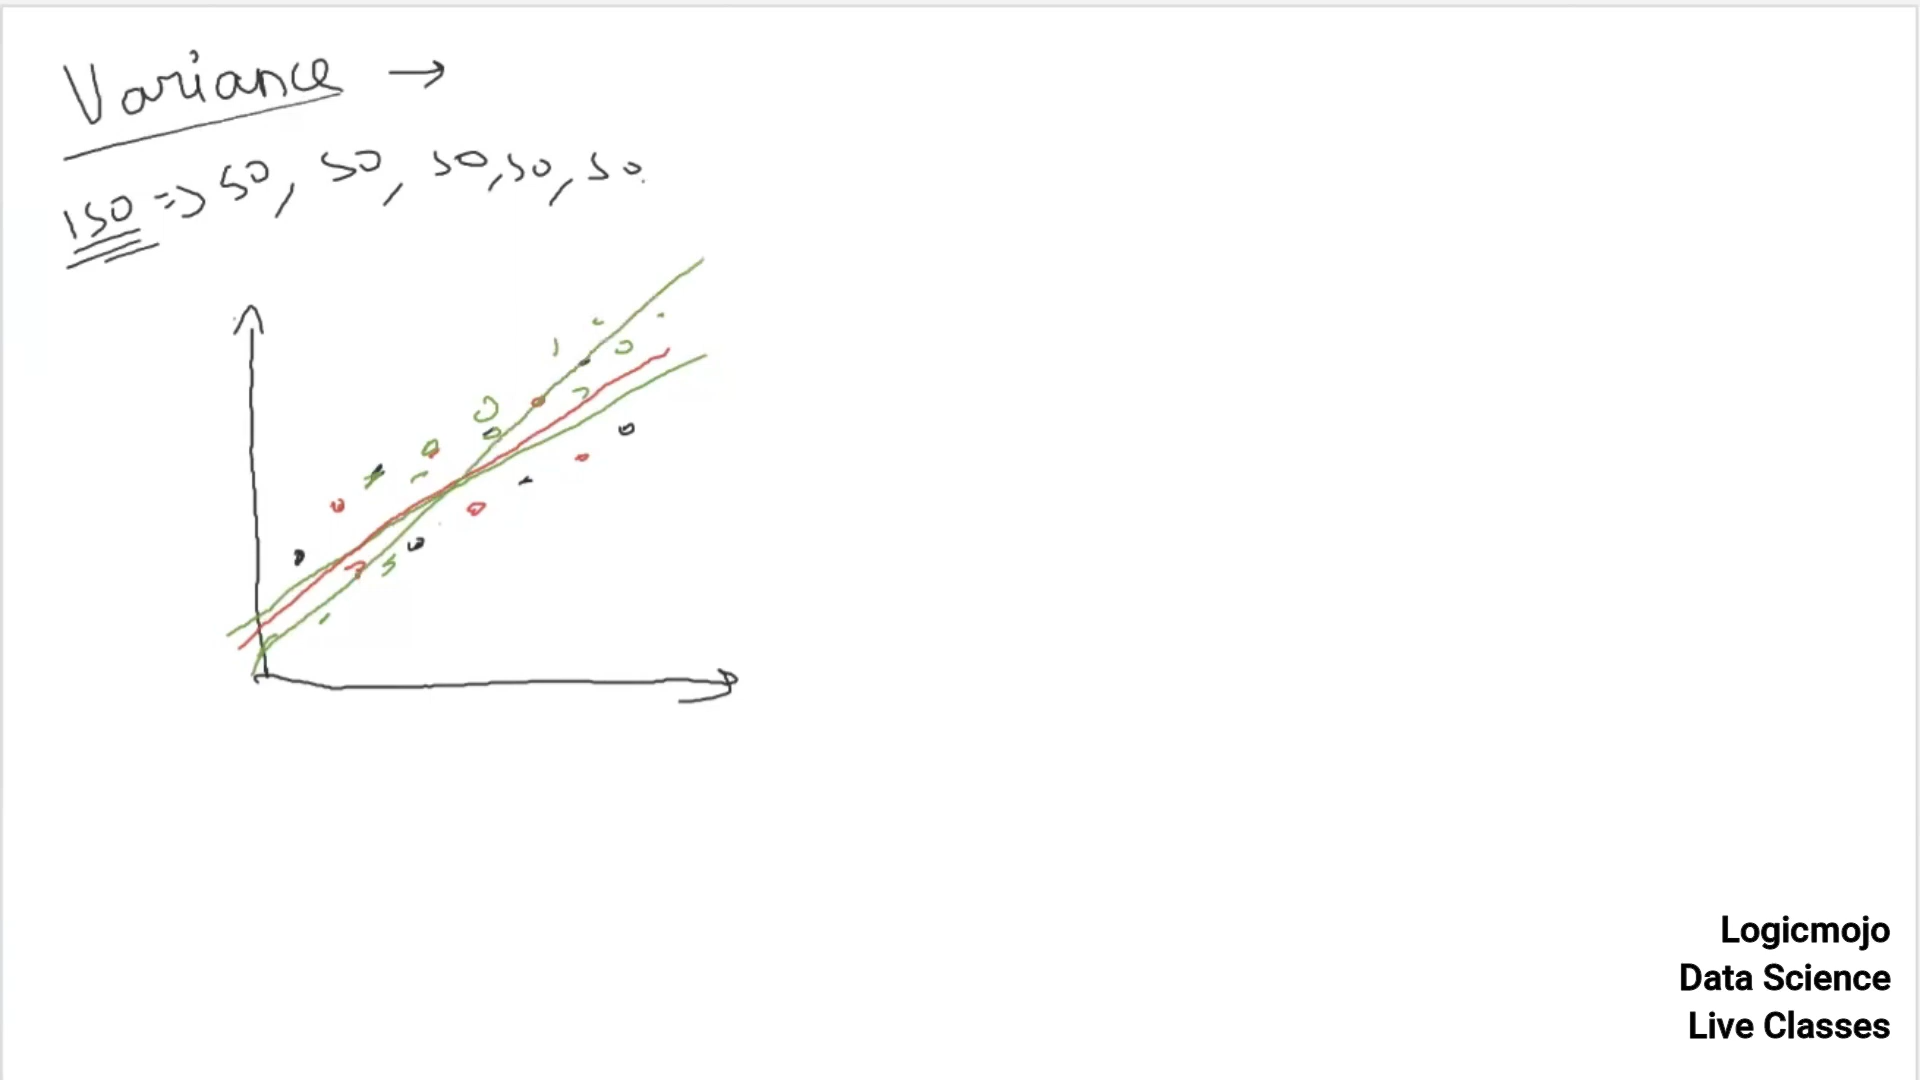 Variance →
150 => 50, 50, 50, 50, 50
Logicmojo
Data Science
Live Classes